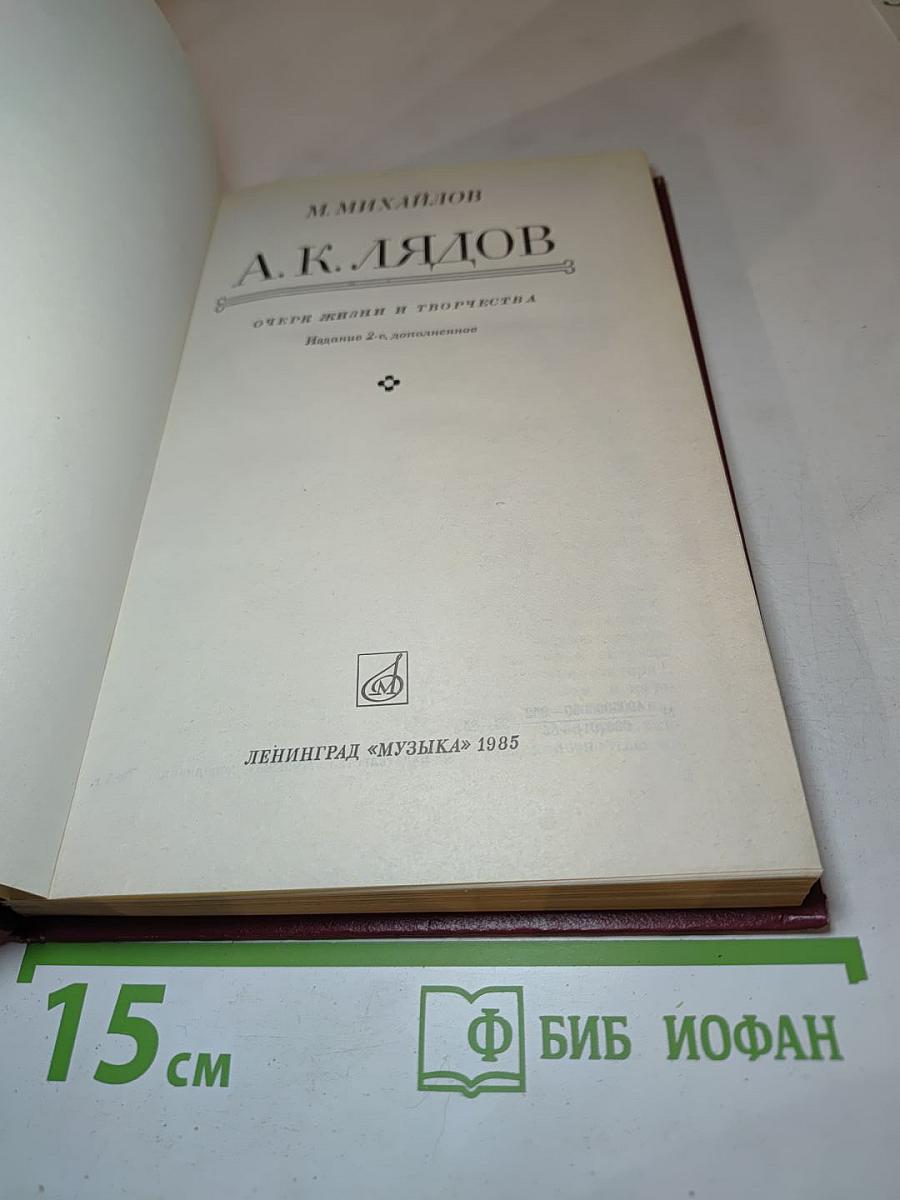 М. МИХАЙЛОВ
А. К. ЛЯДОВ
ОЧЕРК ЖИЗНИ И ТВОРЧЕСТВА
Издание 2-е, дополненное
ЛЕНИНГРАД «МУЗЫКА» 1985
15 см
Ф БИБ ИОФАН